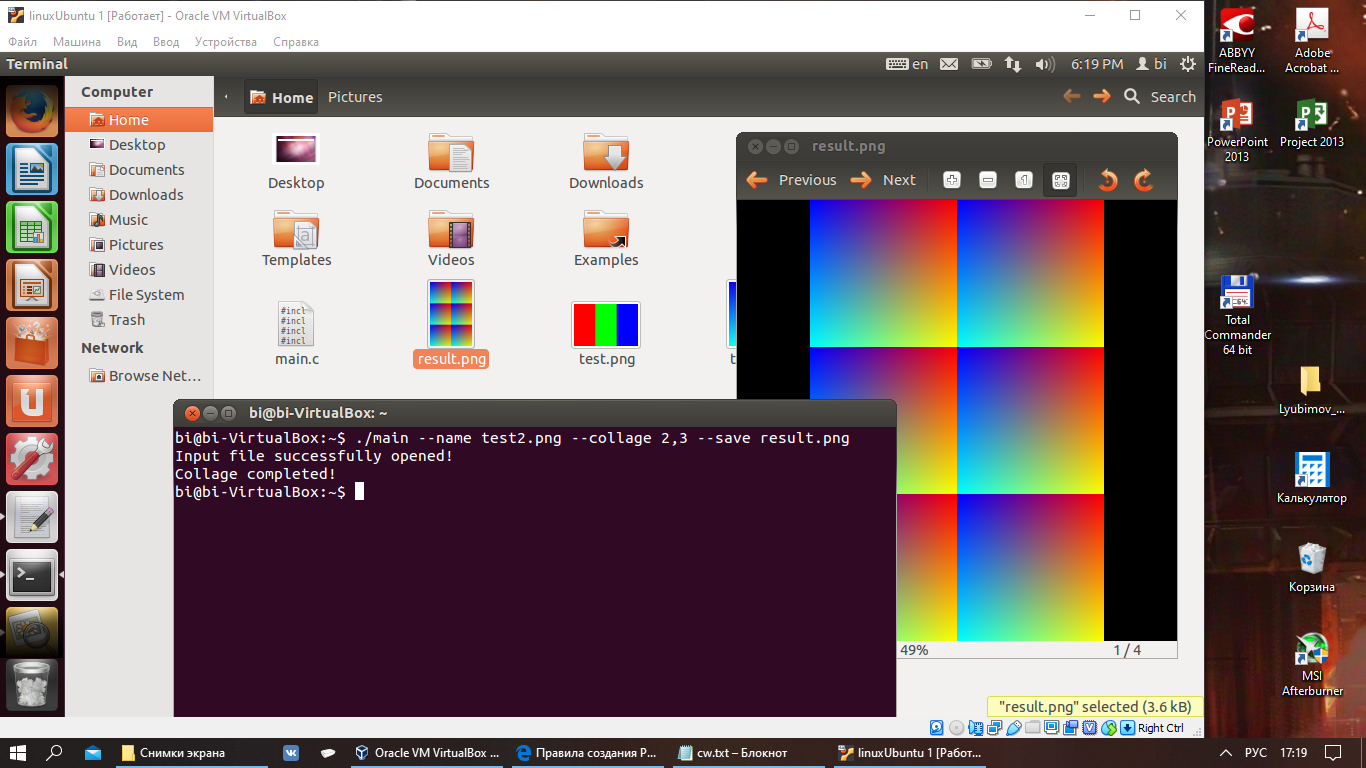 linuxUbuntu 1 [Работает] - Oracle VM VirtualBox
Файл Машина Вид Ввод Устройства Справка
Terminal en 6:19 PM bi
Computer
Home
Desktop
Documents
Downloads
Music
Pictures
Videos
File System
Trash
Network
Browse Net...
Home Pictures Search
Desktop Documents Downloads
Templates Videos Examples
#incl
#incl
#incl
#incl
main.c result.png test.png t
result.png
Previous Next
49% 1 / 4
bi@bi-VirtualBox: ~
bi@bi-VirtualBox:~$ ./main --name test2.png --collage 2,3 --save result.png
Input file successfully opened!
Collage completed!
bi@bi-VirtualBox:~$
"result.png" selected (3.6 kB)
Right Ctrl
ABBYY
FineRead...
Adobe
Acrobat ...
PowerPoint
2013
Project 2013
Total
Commander
64 bit
Lyubimov_...
Калькулятор
Корзина
MSI
Afterburner
Снимки экрана
Oracle VM VirtualBox ...
Правила создания Р...
cw.txt – Блокнот
linuxUbuntu 1 [Работ...
РУС 17:19